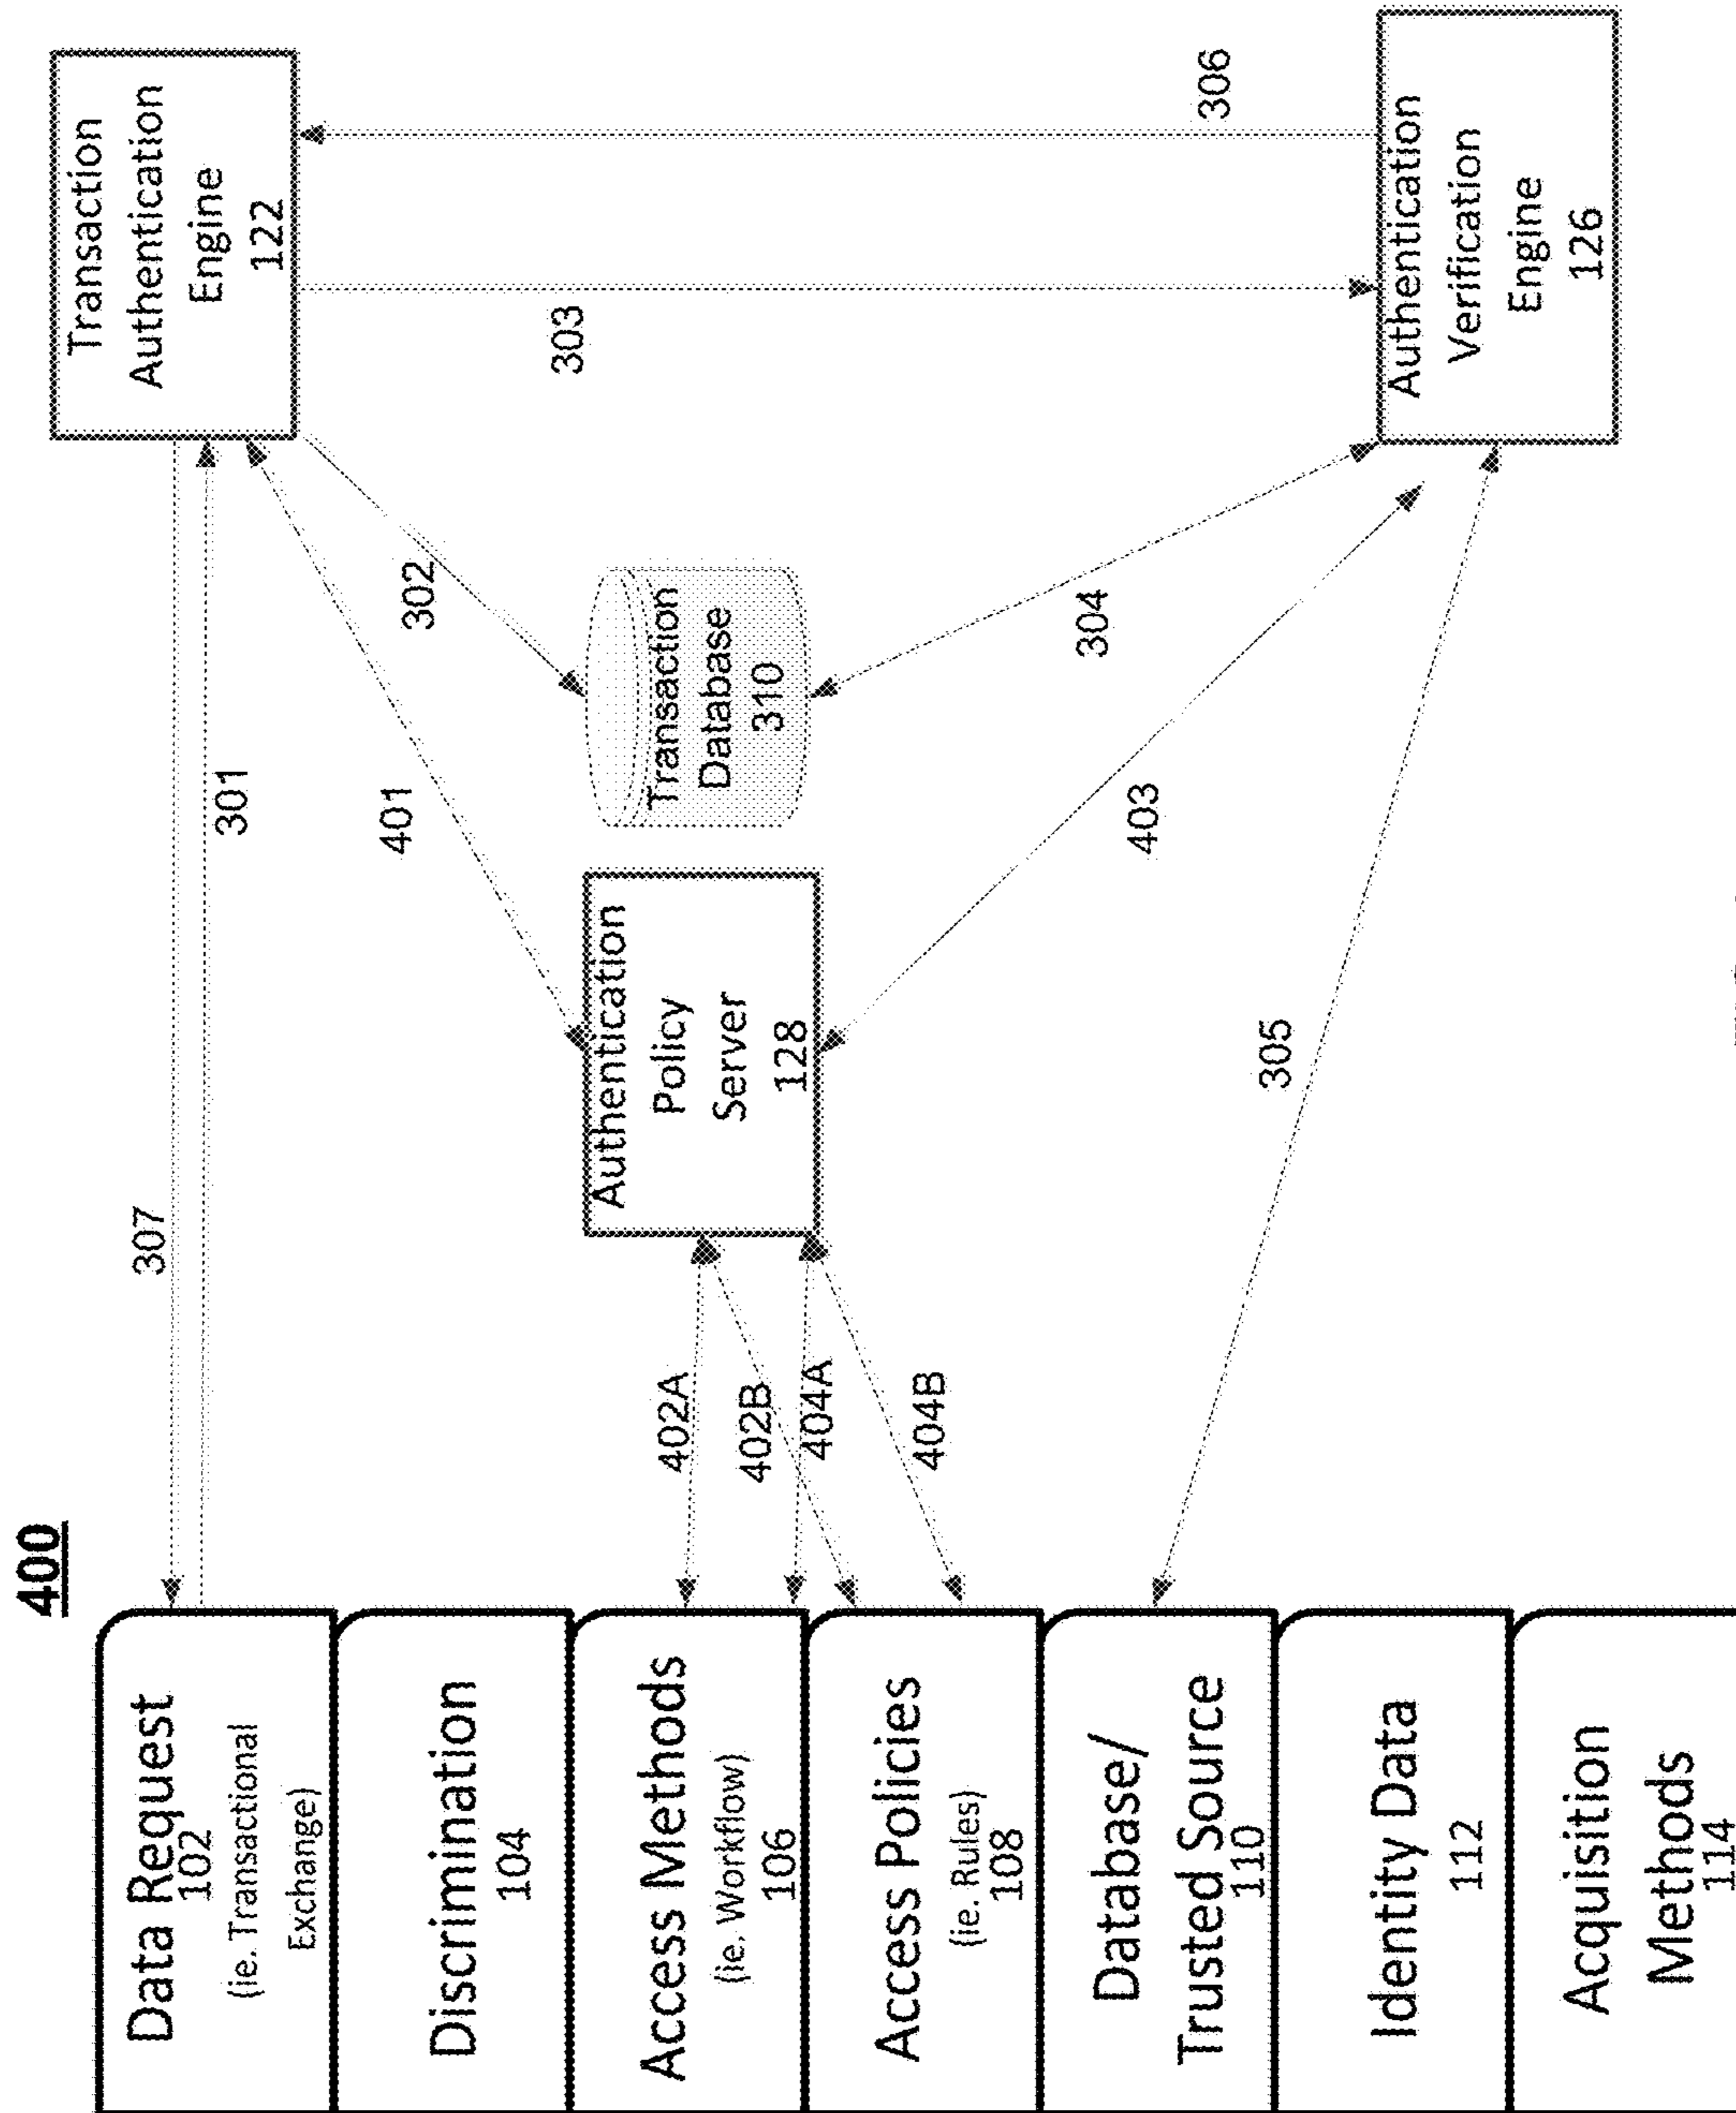 400
Data Request
102
(ie. Transactional
Exchange)
Discrimination
104
Access Methods
(ie. Workflow)
106
Access Policies
(ie. Rules)
108
Database/
Trusted Source
110
Identity Data
112
Acquisition
Methods
114
307
301
402A
402B
404A
404B
Authentication
Policy
Server
128
401
302
Transaction
Database
310
403
304
305
Transaction
Authentication
Engine
122
303
306
Authentication
Verification
Engine
126